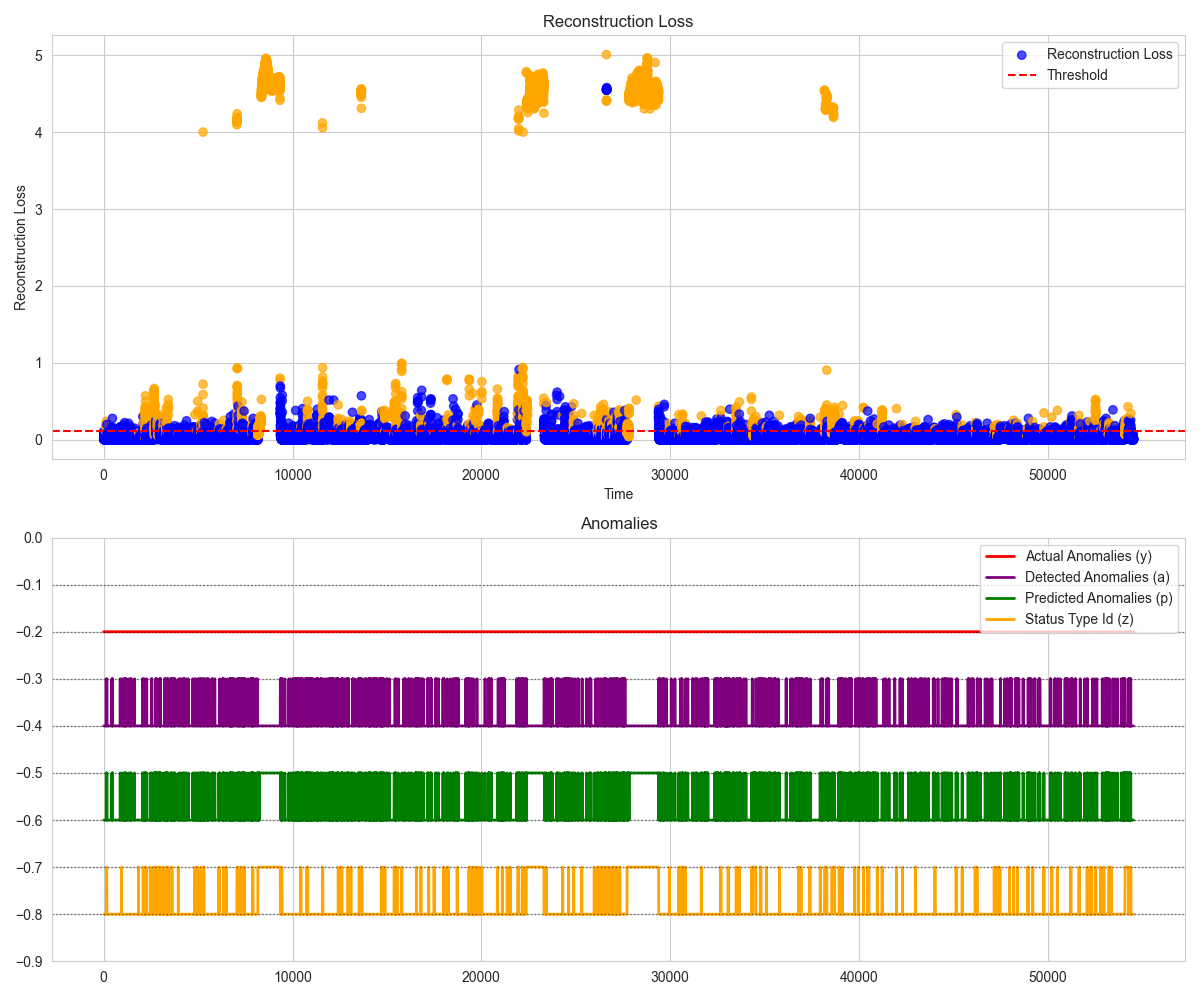 Reconstruction Loss
Reconstruction Loss
5
4
3
2
1
0
Reconstruction Loss
Threshold
0
10000
20000
30000
40000
50000
Time
Anomalies
0.0
−0.1
−0.2
−0.3
−0.4
−0.5
−0.6
−0.7
−0.8
−0.9
Actual Anomalies (y)
Detected Anomalies (a)
Predicted Anomalies (p)
Status Type Id (z)
0
10000
20000
30000
40000
50000